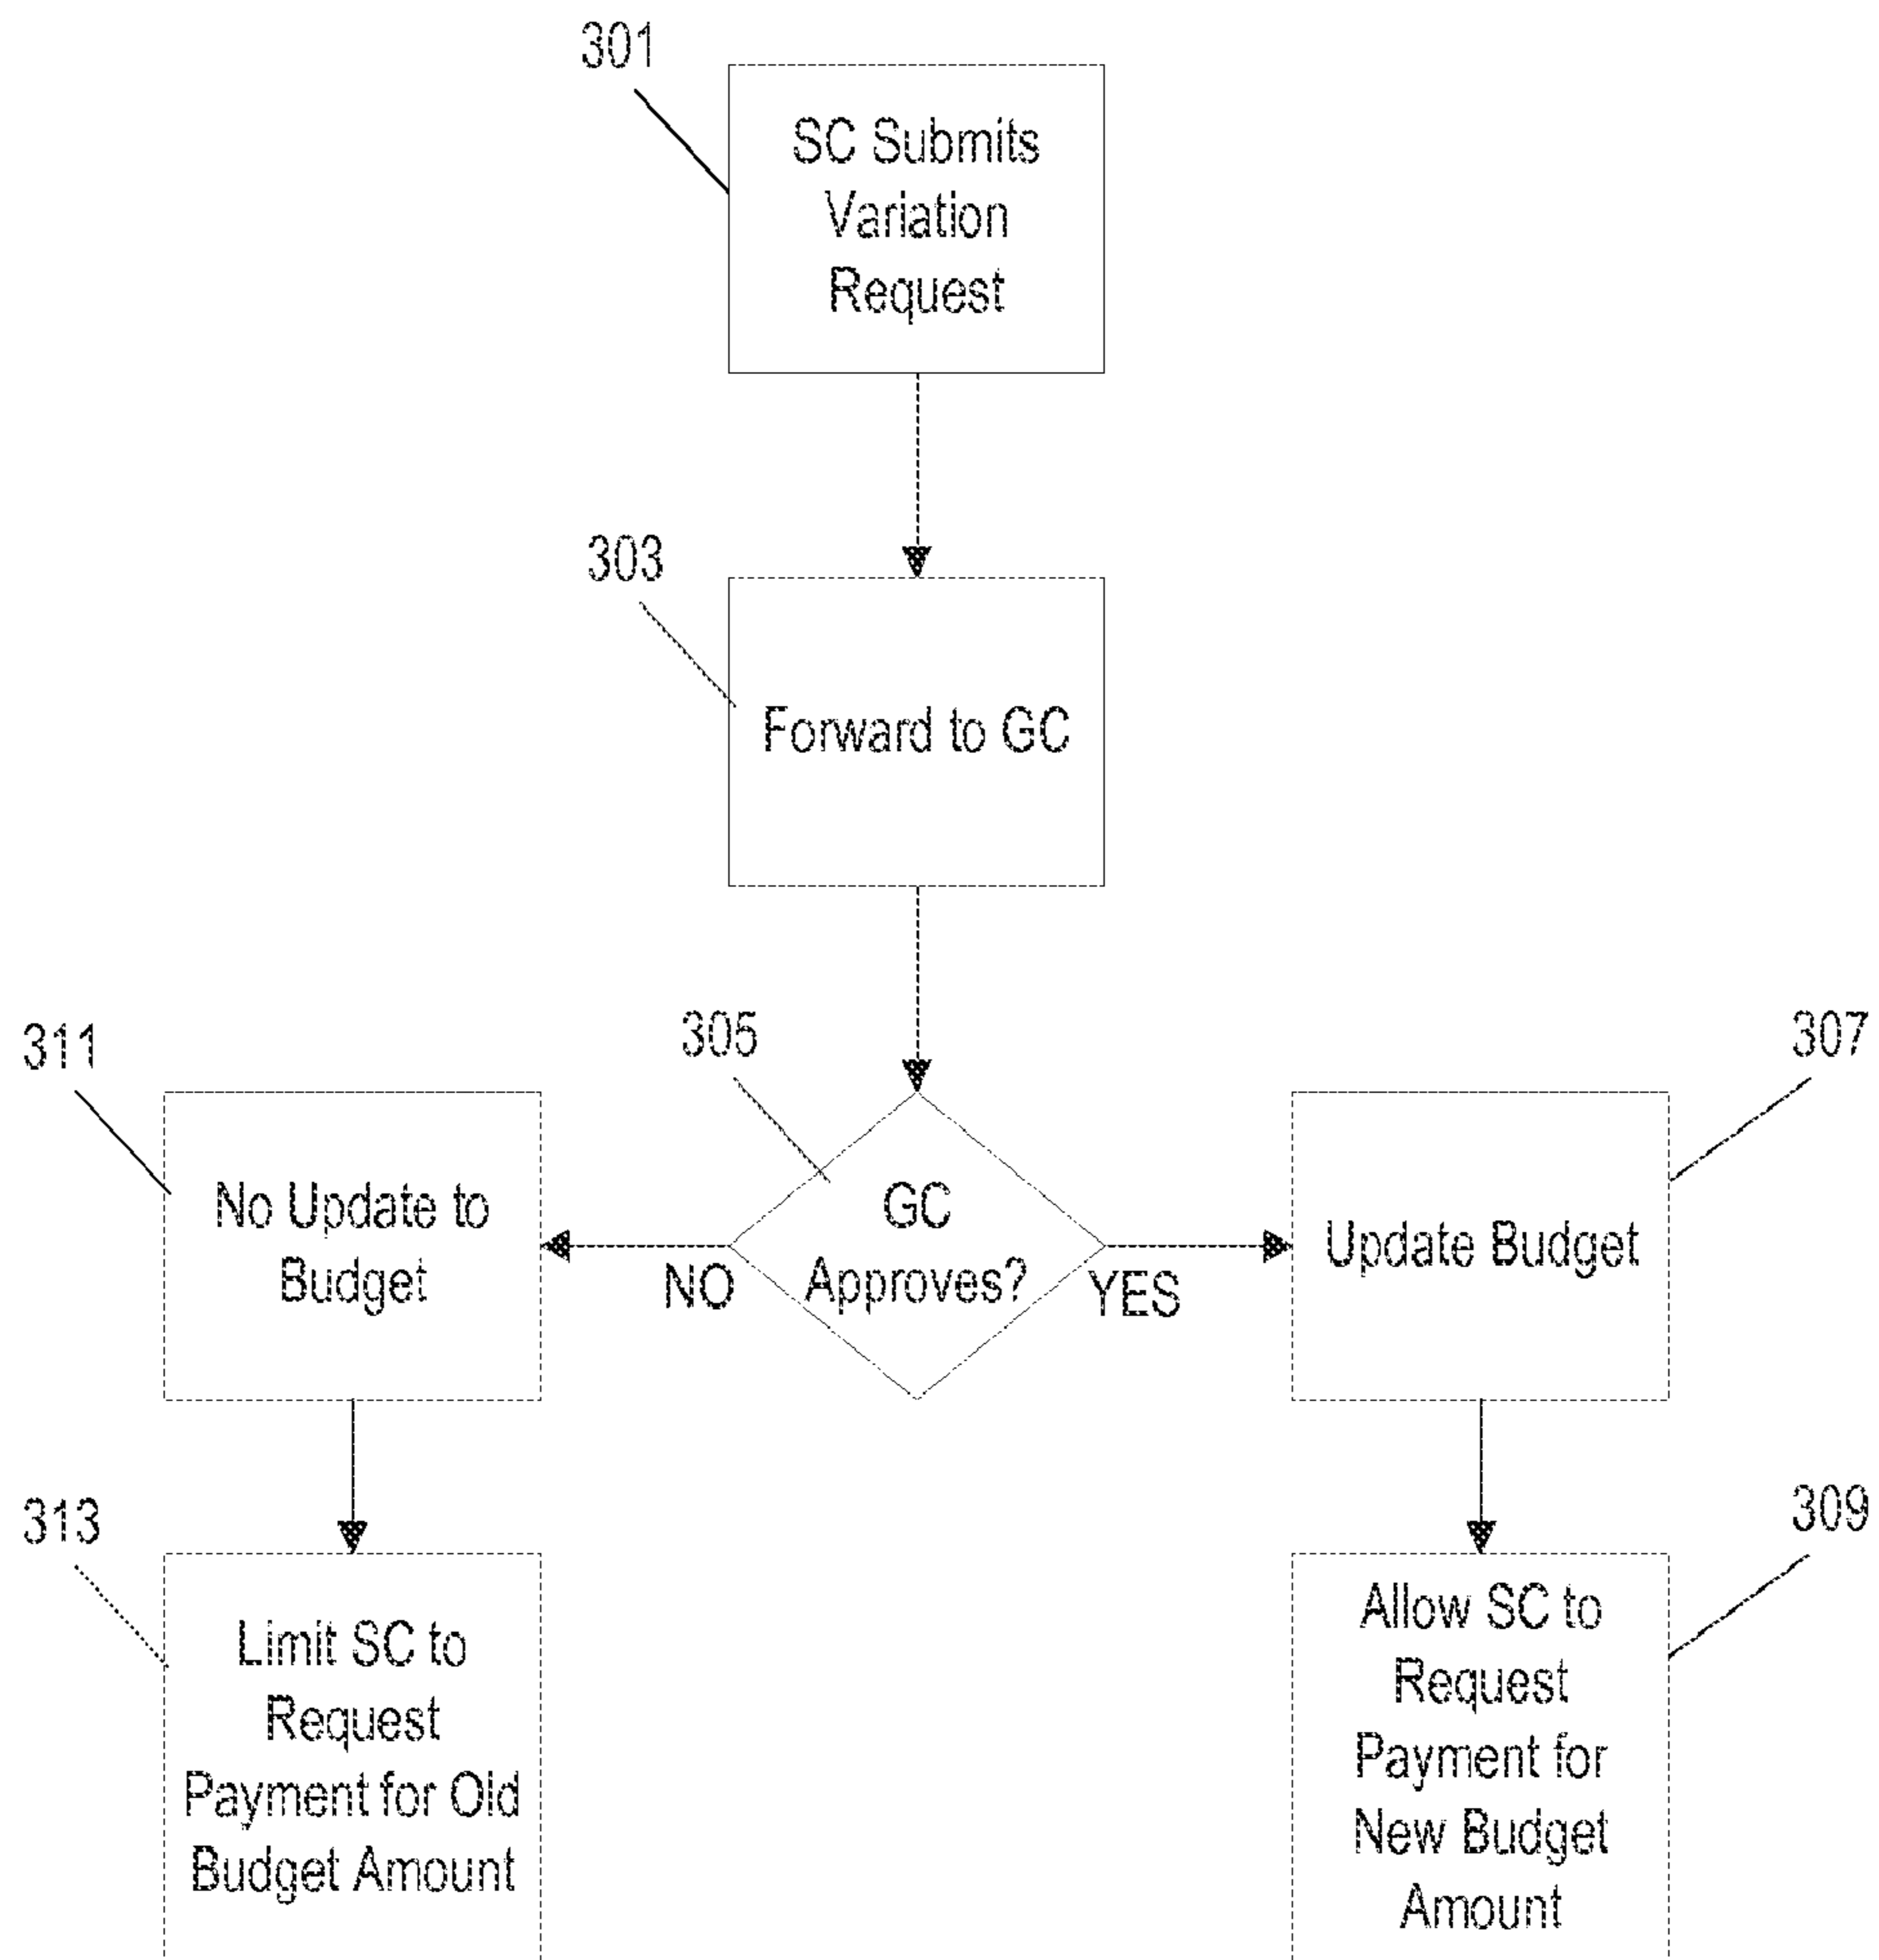 301
SC Submits
Variation
Request
303
Forward to GC
305
GC
Approves?
NO
YES
311
No Update to
Budget
307
Update Budget
313
Limit SC to
Request
Payment for Old
Budget Amount
309
Allow SC to
Request
Payment for
New Budget
Amount